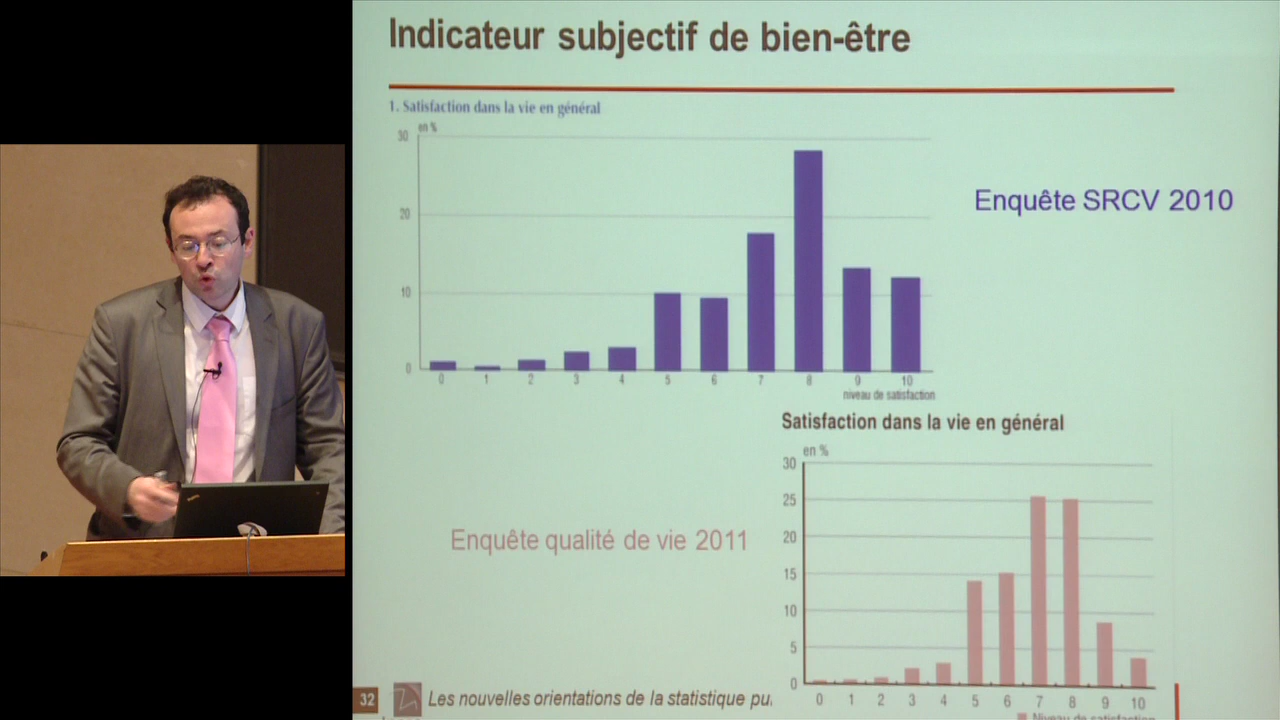 Indicateur subjectif de bien-être
1. Satisfaction dans la vie en général
en %
30
20
10
0
0 1 2 3 4 5 6 7 8 9 10
niveau de satisfaction
Enquête SRCV 2010
Enquête qualité de vie 2011
Satisfaction dans la vie en général
en %
30
25
20
15
10
5
0
0 1 2 3 4 5 6 7 8 9 10
Niveau de satisfaction
32
Les nouvelles orientations de la statistique pu